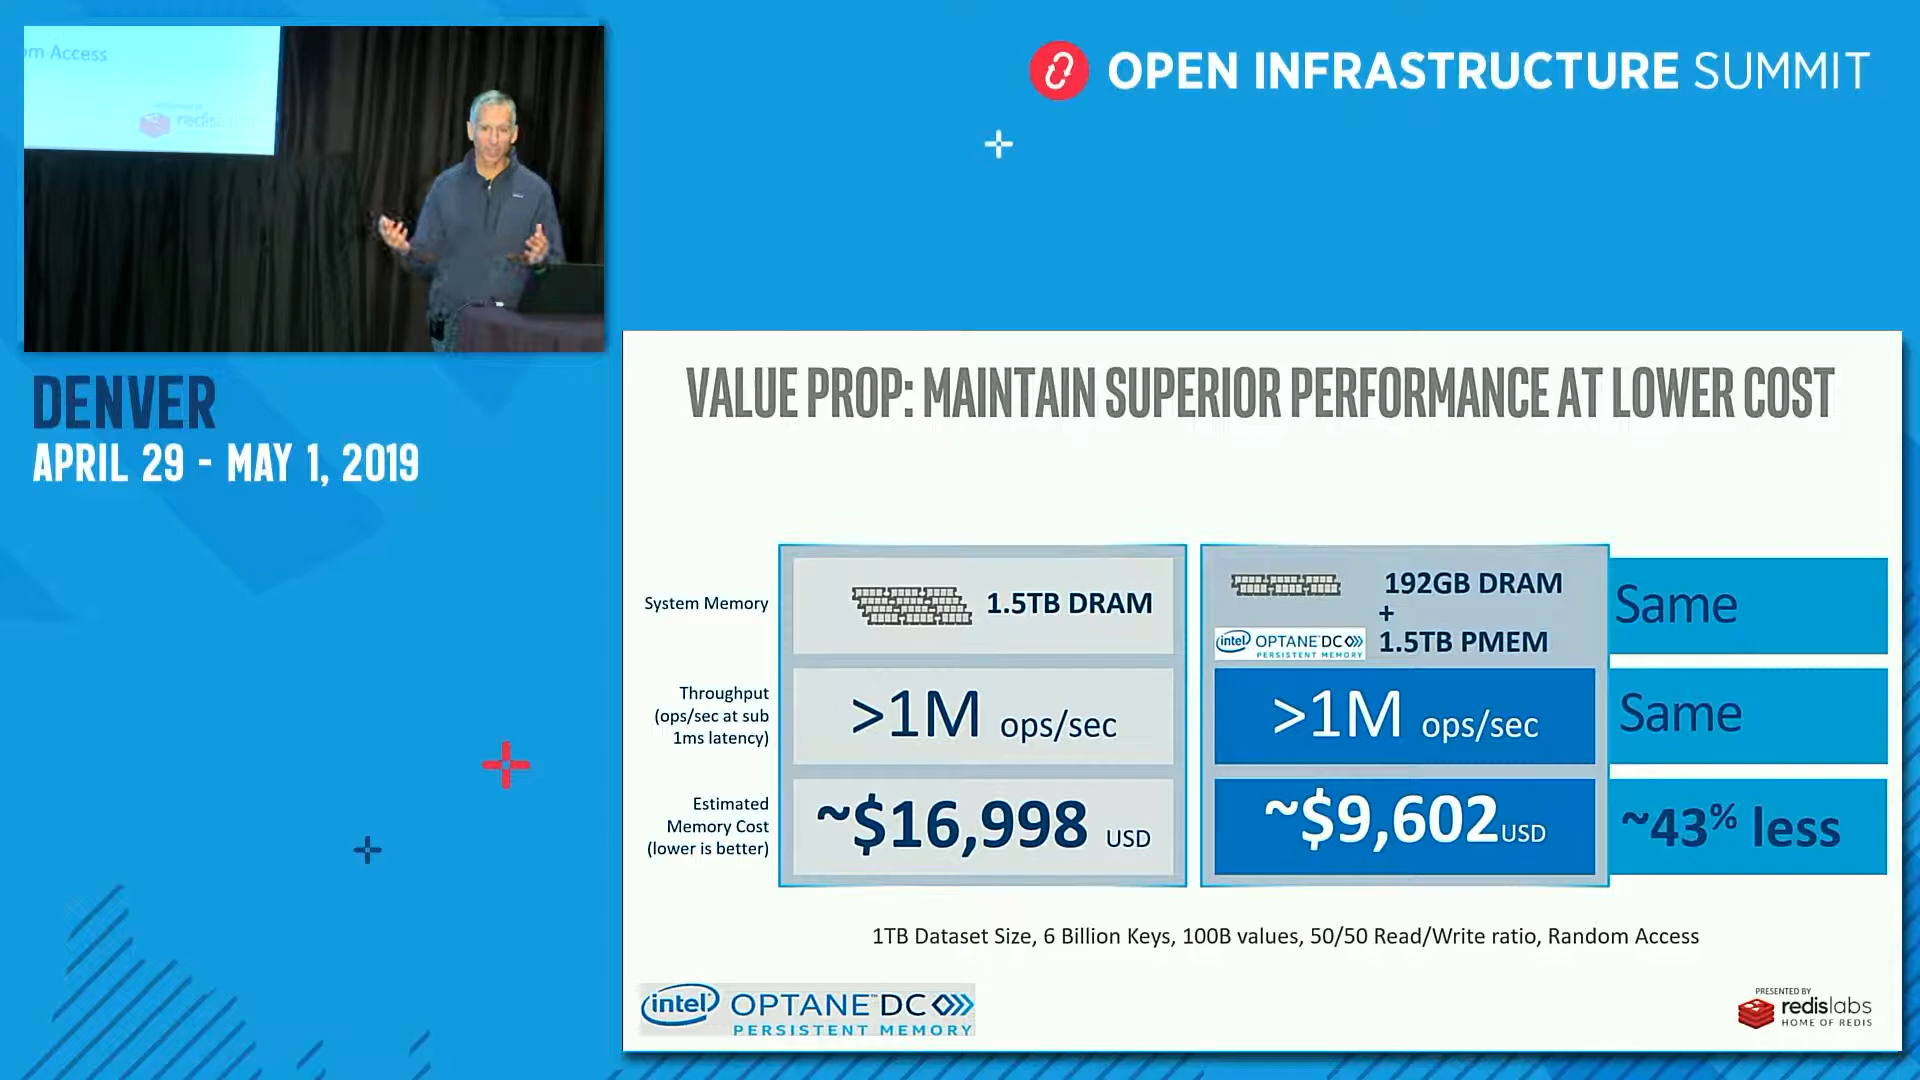 om Access
redislabs
OPEN INFRASTRUCTURE SUMMIT
DENVER
APRIL 29 - MAY 1, 2019
VALUE PROP: MAINTAIN SUPERIOR PERFORMANCE AT LOWER COST
System Memory
1.5TB DRAM
192GB DRAM
+
intel OPTANE DC
PERSISTENT MEMORY
1.5TB PMEM
Same
Throughput
(ops/sec at sub
1ms latency)
>1M ops/sec
>1M ops/sec
Same
Estimated
Memory Cost
(lower is better)
~$16,998 USD
~$9,602 USD
~43% less
1TB Dataset Size, 6 Billion Keys, 100B values, 50/50 Read/Write ratio, Random Access
intel OPTANE™ DC
PERSISTENT MEMORY
PRESENTED BY
redislabs
HOME OF REDIS